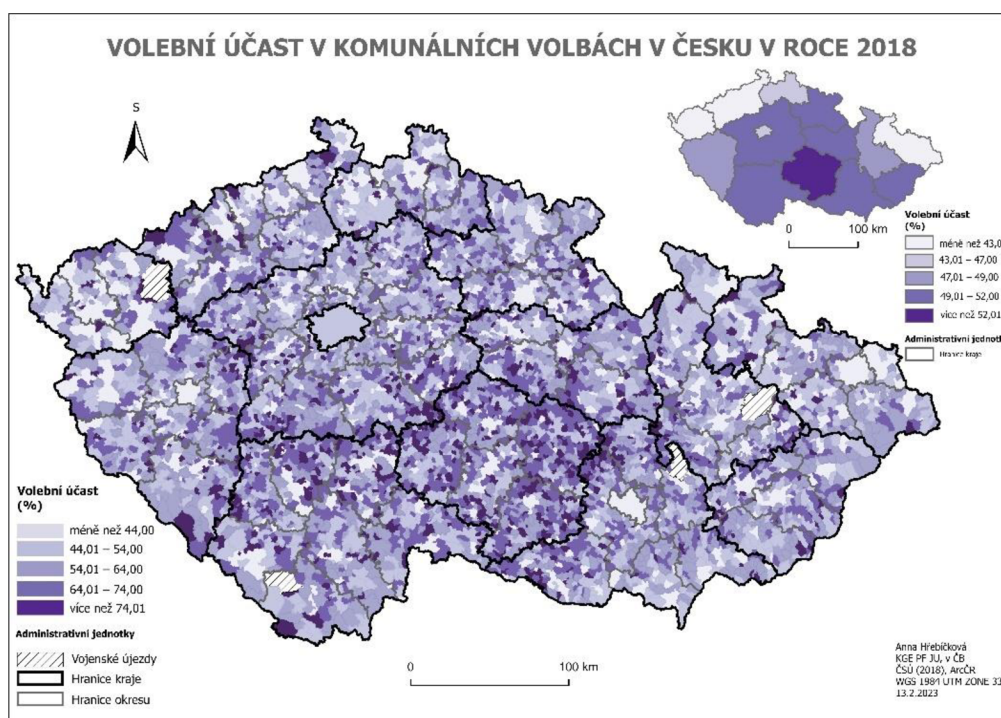 VOLEBNÍ ÚČAST V KOMUNÁLNÍCH VOLBÁCH V ČESKU V ROCE 2018
S
0 100 km
Volební účast
(%)
méně než 43,0
43,01 – 47,00
47,01 – 49,00
49,01 – 52,00
více než 52,01
Administrativní jednotk
Hranice kraje
Volební účast
(%)
méně než 44,00
44,01 – 54,00
54,01 – 64,00
64,01 – 74,00
více než 74,01
Administrativní jednotky
Vojenské újezdy
Hranice kraje
Hranice okresu
0 100 km
Anna Hřebíčková
KGE PF JU, v ČB
ČSÚ (2018), ArcČR
WGS 1984 UTM ZONE 33
13.2.2023